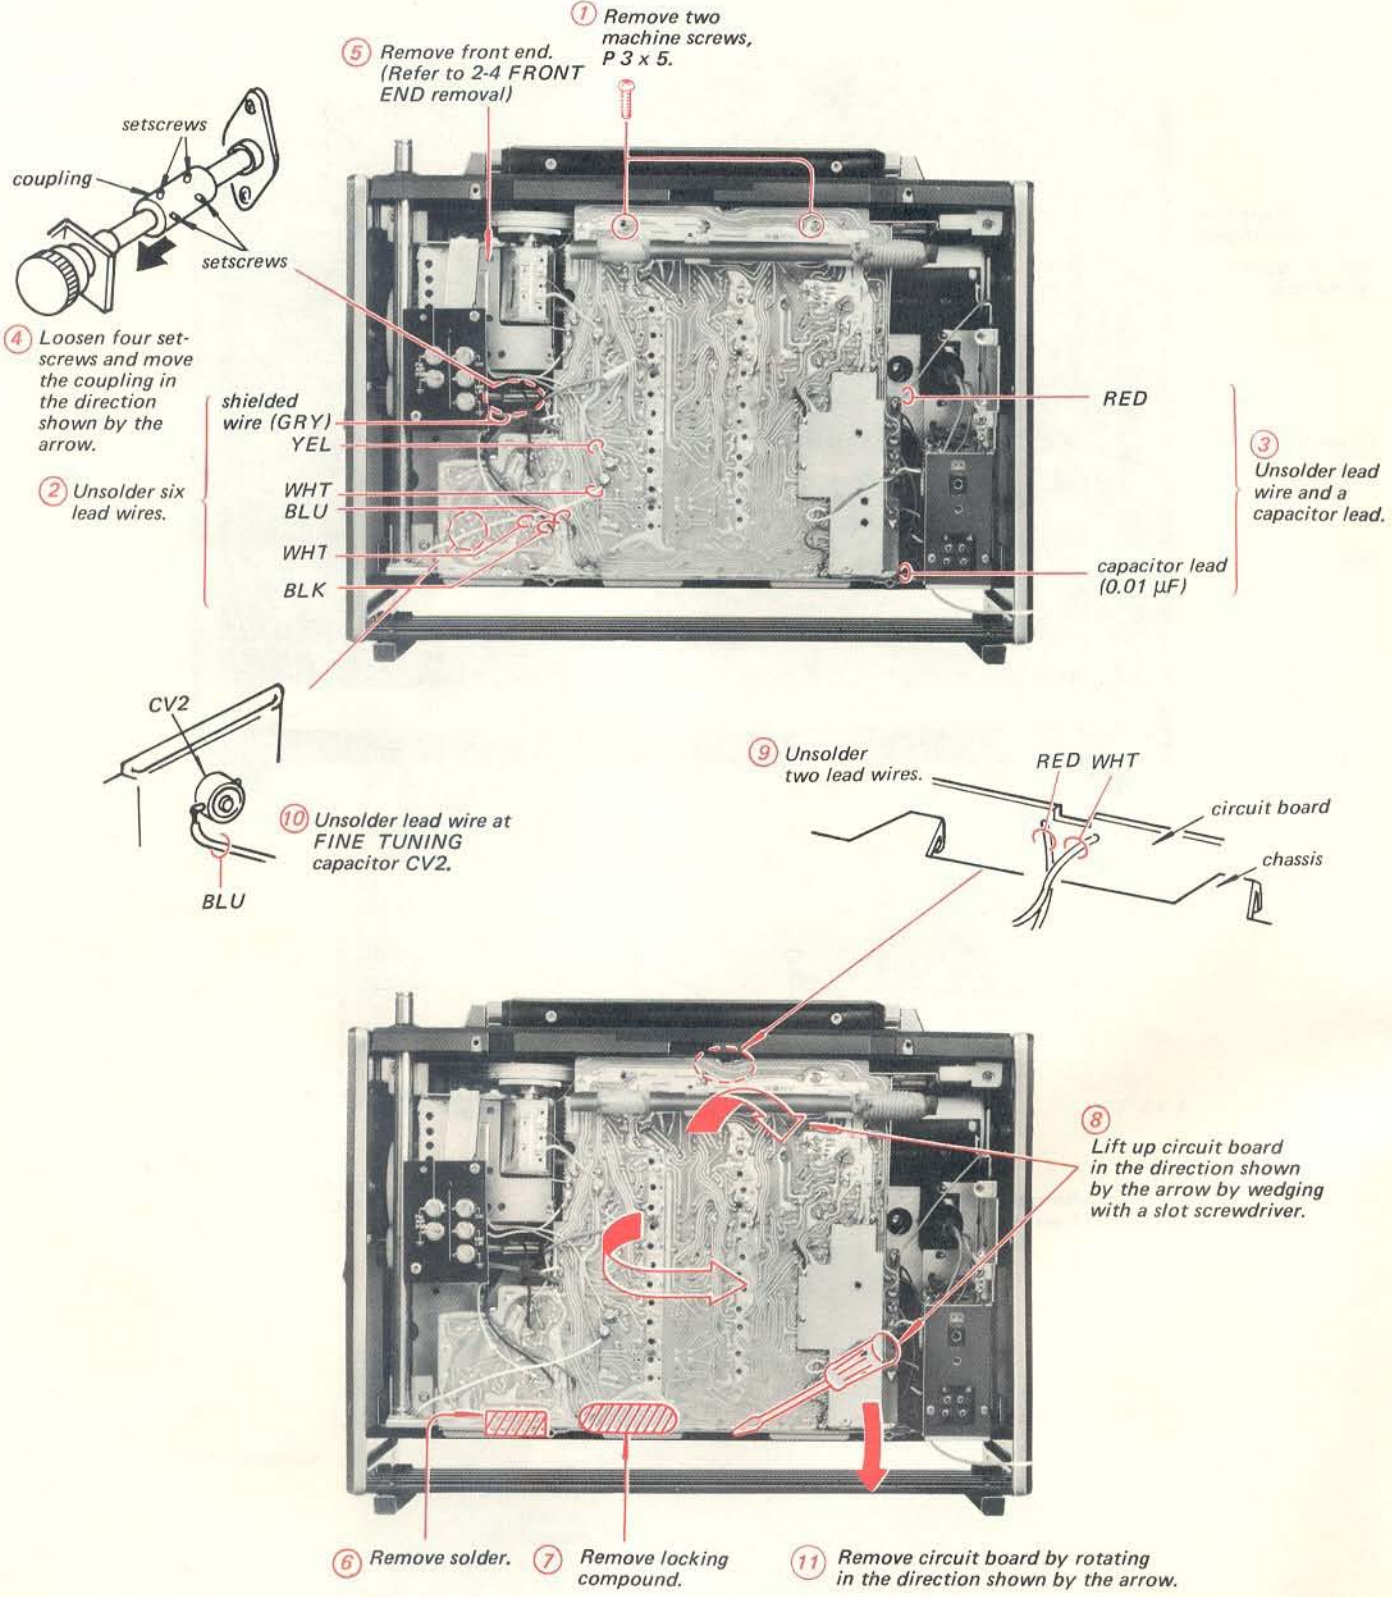 1 Remove two
machine screws,
P 3 x 5.
5 Remove front end.
(Refer to 2-4 FRONT
END removal)
setscrews
coupling
setscrews
4 Loosen four set-
screws and move
the coupling in
the direction
shown by the
arrow.
shielded
wire (GRY)
YEL
2 Unsolder six
lead wires.
WHT
BLU
WHT
BLK
RED
3
Unsolder lead
wire and a
capacitor lead.
capacitor lead
(0.01 μF)
CV2
10 Unsolder lead wire at
FINE TUNING
capacitor CV2.
BLU
9 Unsolder
two lead wires.
RED WHT
circuit board
chassis
8
Lift up circuit board
in the direction shown
by the arrow by wedging
with a slot screwdriver.
6 Remove solder.
7 Remove locking
compound.
11 Remove circuit board by rotating
in the direction shown by the arrow.